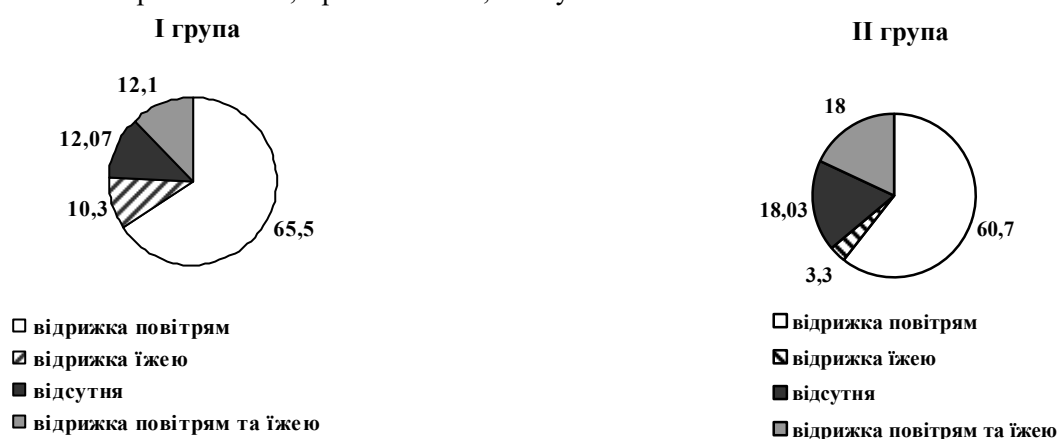 І група
12,1
12,07
10,3
65,5
відрижка повітрям
відрижка їжею
відсутня
відрижка повітрям та їжею
ІІ група
18
18,03
3,3
60,7
відрижка повітрям
відрижка їжею
відсутня
відрижка повітрям та їжею